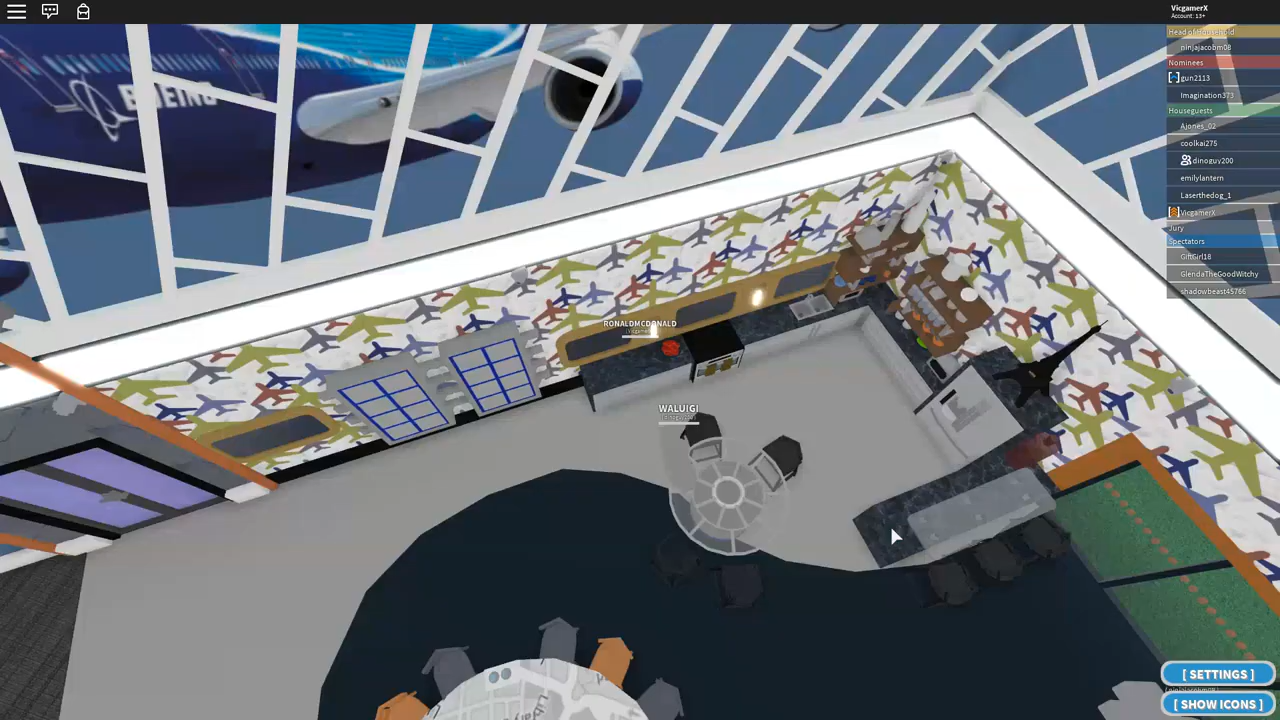 VicgamerX
Account: 13+
Head of Household
ninjajacobm08
Nominees
gun2113
Imagination373
Houseguests
Ajones_02
coolkai275
dinoguy200
emilylantern
Laserthedog_1
VicgamerX
Jury
Spectators
GiftGirl18
GlendaTheGoodWitchy
shadowbeast45766
BOEING
RONALDMCDONALD
WALUIGI
[ SETTINGS ]
[ SHOW ICONS ]